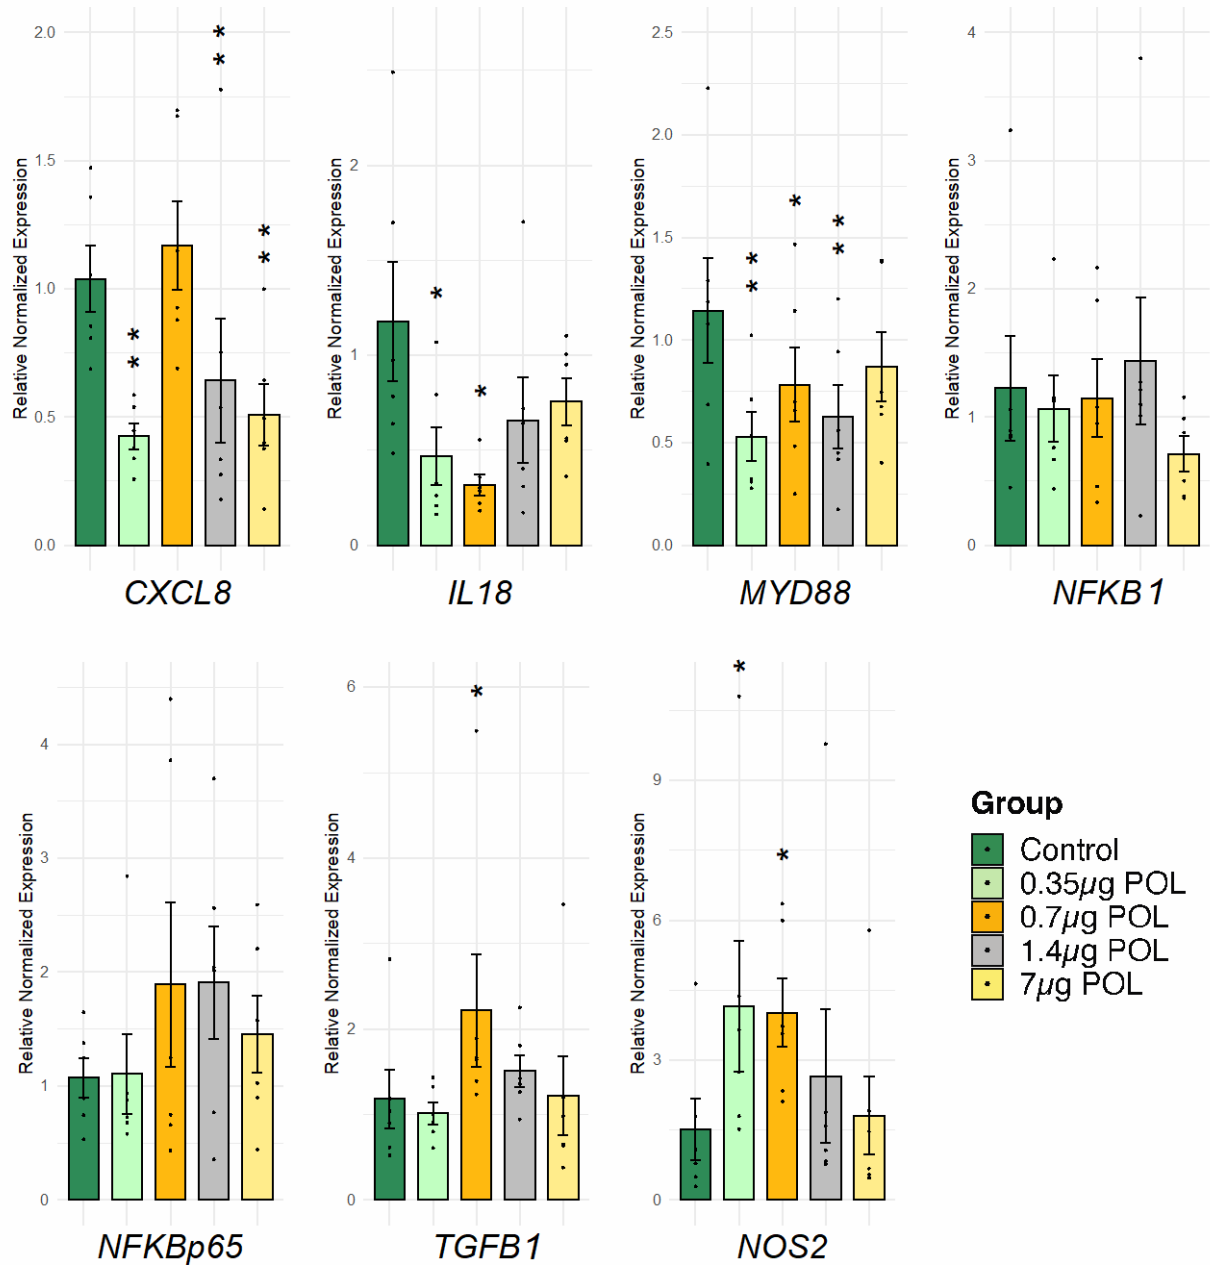 Relative Normalized Expression
2.0
1.5
1.0
0.5
0.0
*
*
*
*
*
*
CXCL8
Relative Normalized Expression
2
1
0
*
*
IL18
Relative Normalized Expression
2.5
2.0
1.5
1.0
0.5
0.0
*
*
*
*
*
MYD88
Relative Normalized Expression
4
3
2
1
0
NFKB1
Relative Normalized Expression
4
3
2
1
0
NFKBp65
Relative Normalized Expression
6
4
2
0
*
TGFB1
Relative Normalized Expression
9
6
3
0
*
*
NOS2
Group
Control
0.35µg POL
0.7µg POL
1.4µg POL
7µg POL